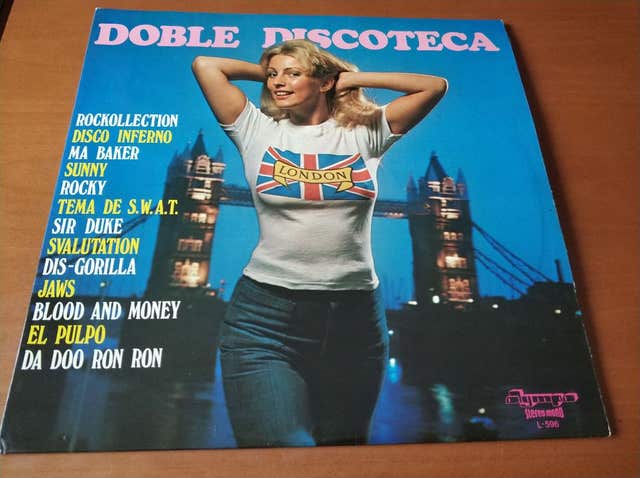 DOBLE DISCOTECA
ROCKOLLECTION
DISCO INFERNO
MA BAKER
SUNNY
ROCKY
TEMA DE S.W.A.T.
SIR DUKE
SVALUTATION
DIS-GORILLA
JAWS
BLOOD AND MONEY
EL PULPO
DA DOO RON RON
LONDON
Olympo
Stereo mono
L-596